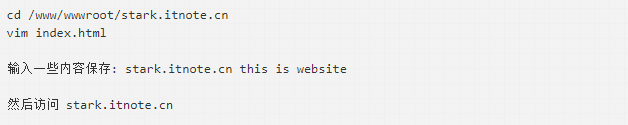 cd /www/wwwroot/stark.itnote.cn
vim index.html
输入一些内容保存: stark.itnote.cn this is website
然后访问 stark.itnote.cn